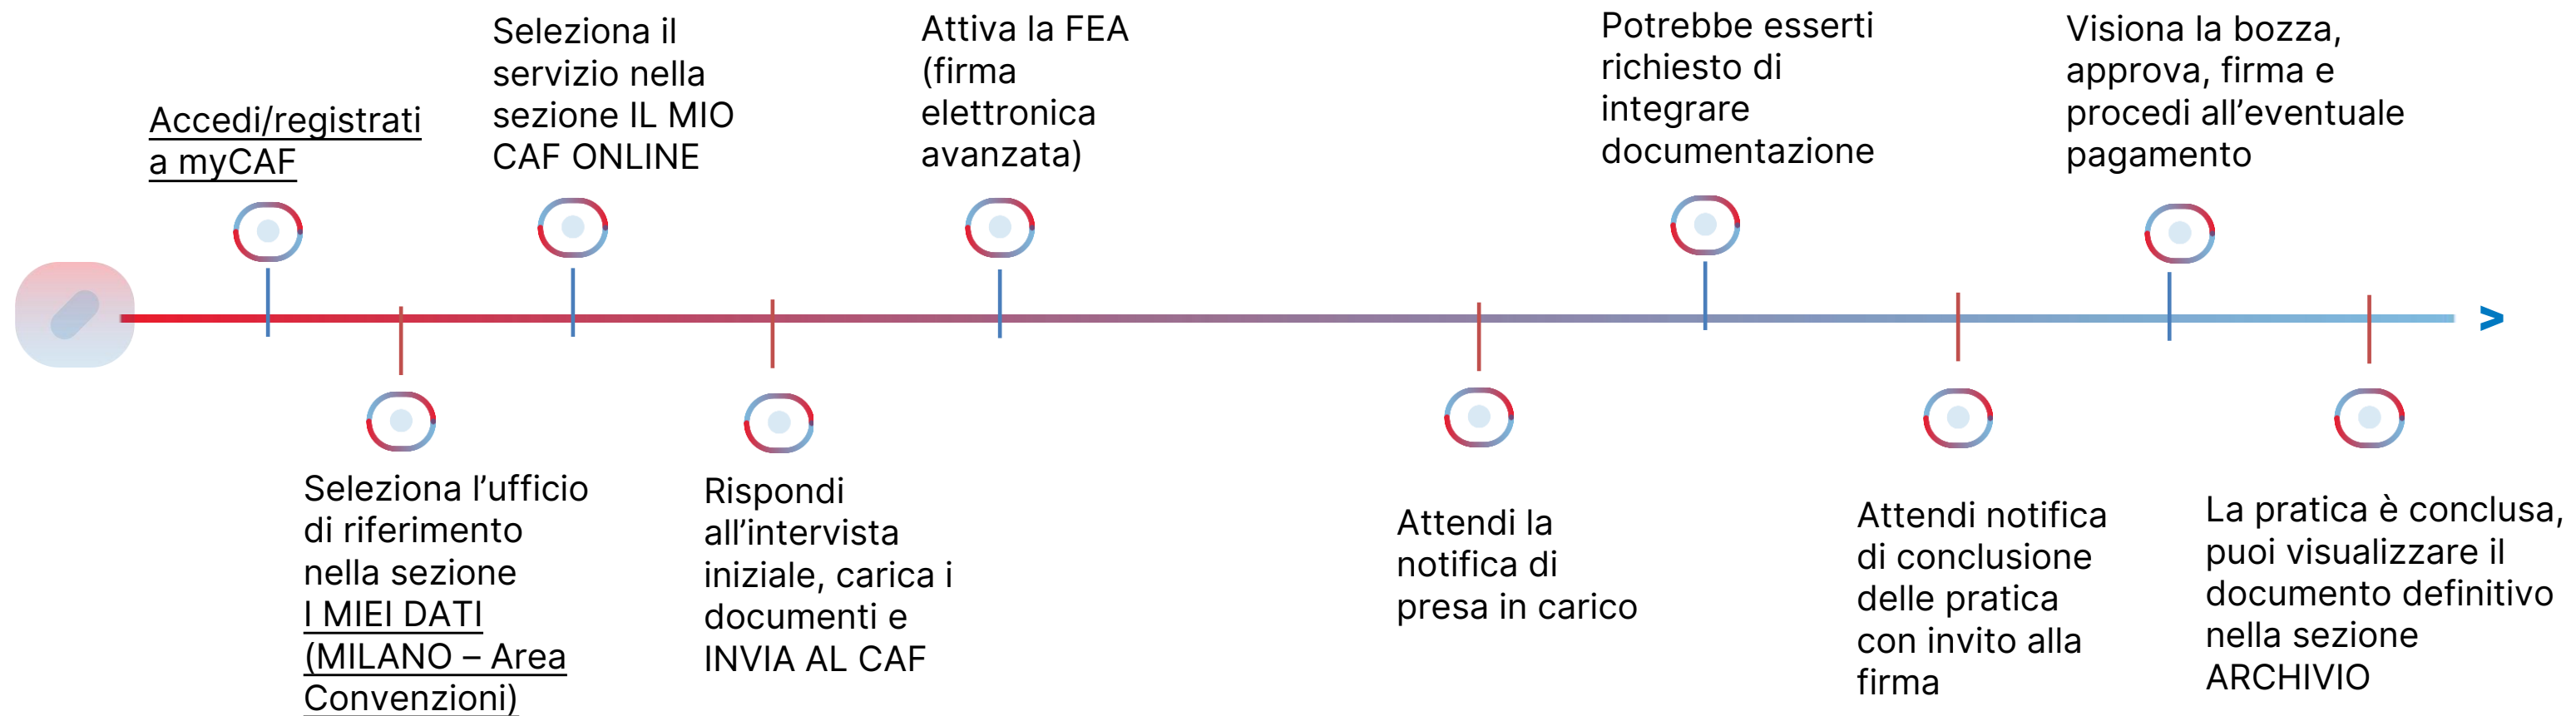 Accedi/registrati
a myCAF
Seleziona l’ufficio
di riferimento
nella sezione
I MIEI DATI
(MILANO – Area
Convenzioni)
Seleziona il
servizio nella
sezione IL MIO
CAF ONLINE
Rispondi
all’intervista
iniziale, carica i
documenti e
INVIA AL CAF
Attiva la FEA
(firma
elettronica
avanzata)
Attendi la
notifica di
presa in carico
Potrebbe esserti
richiesto di
integrare
documentazione
Attendi notifica
di conclusione
delle pratica
con invito alla
firma
Visiona la bozza,
approva, firma e
procedi all’eventuale
pagamento
La pratica è conclusa,
puoi visualizzare il
documento definitivo
nella sezione
ARCHIVIO